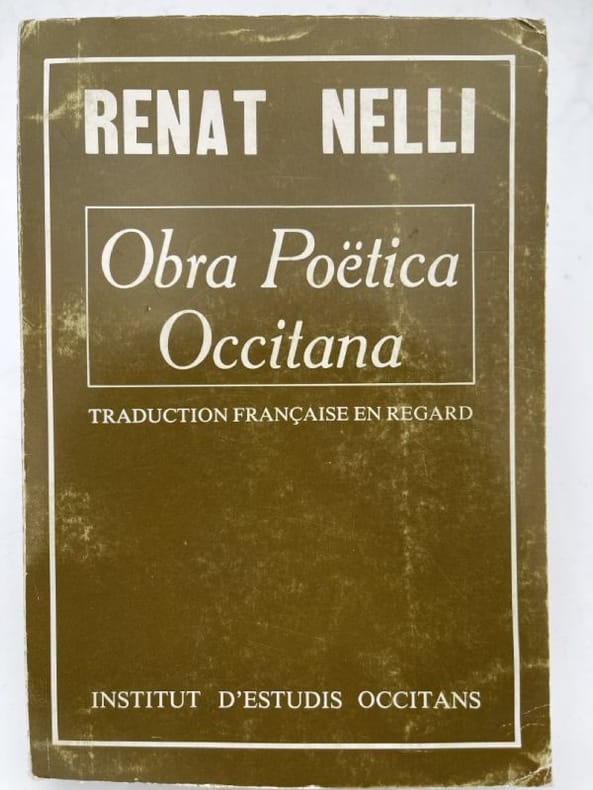 RENAT NELLI
Obra Poëtica
Occitana
TRADUCTION FRANÇAISE EN REGARD
INSTITUT D'ESTUDIS OCCITANS